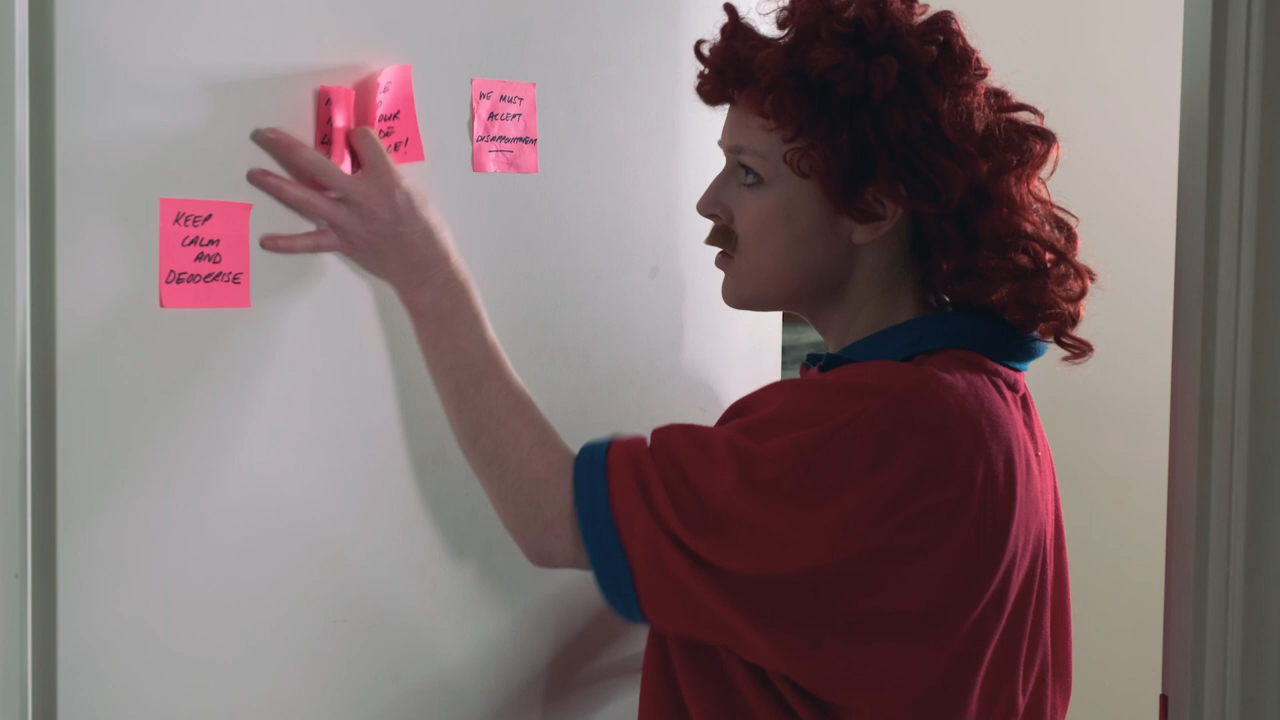 KEEP
CALM
AND
DEODORISE
OUR
CE!
WE MUST
ACCEPT
DISAPPOINTMENT